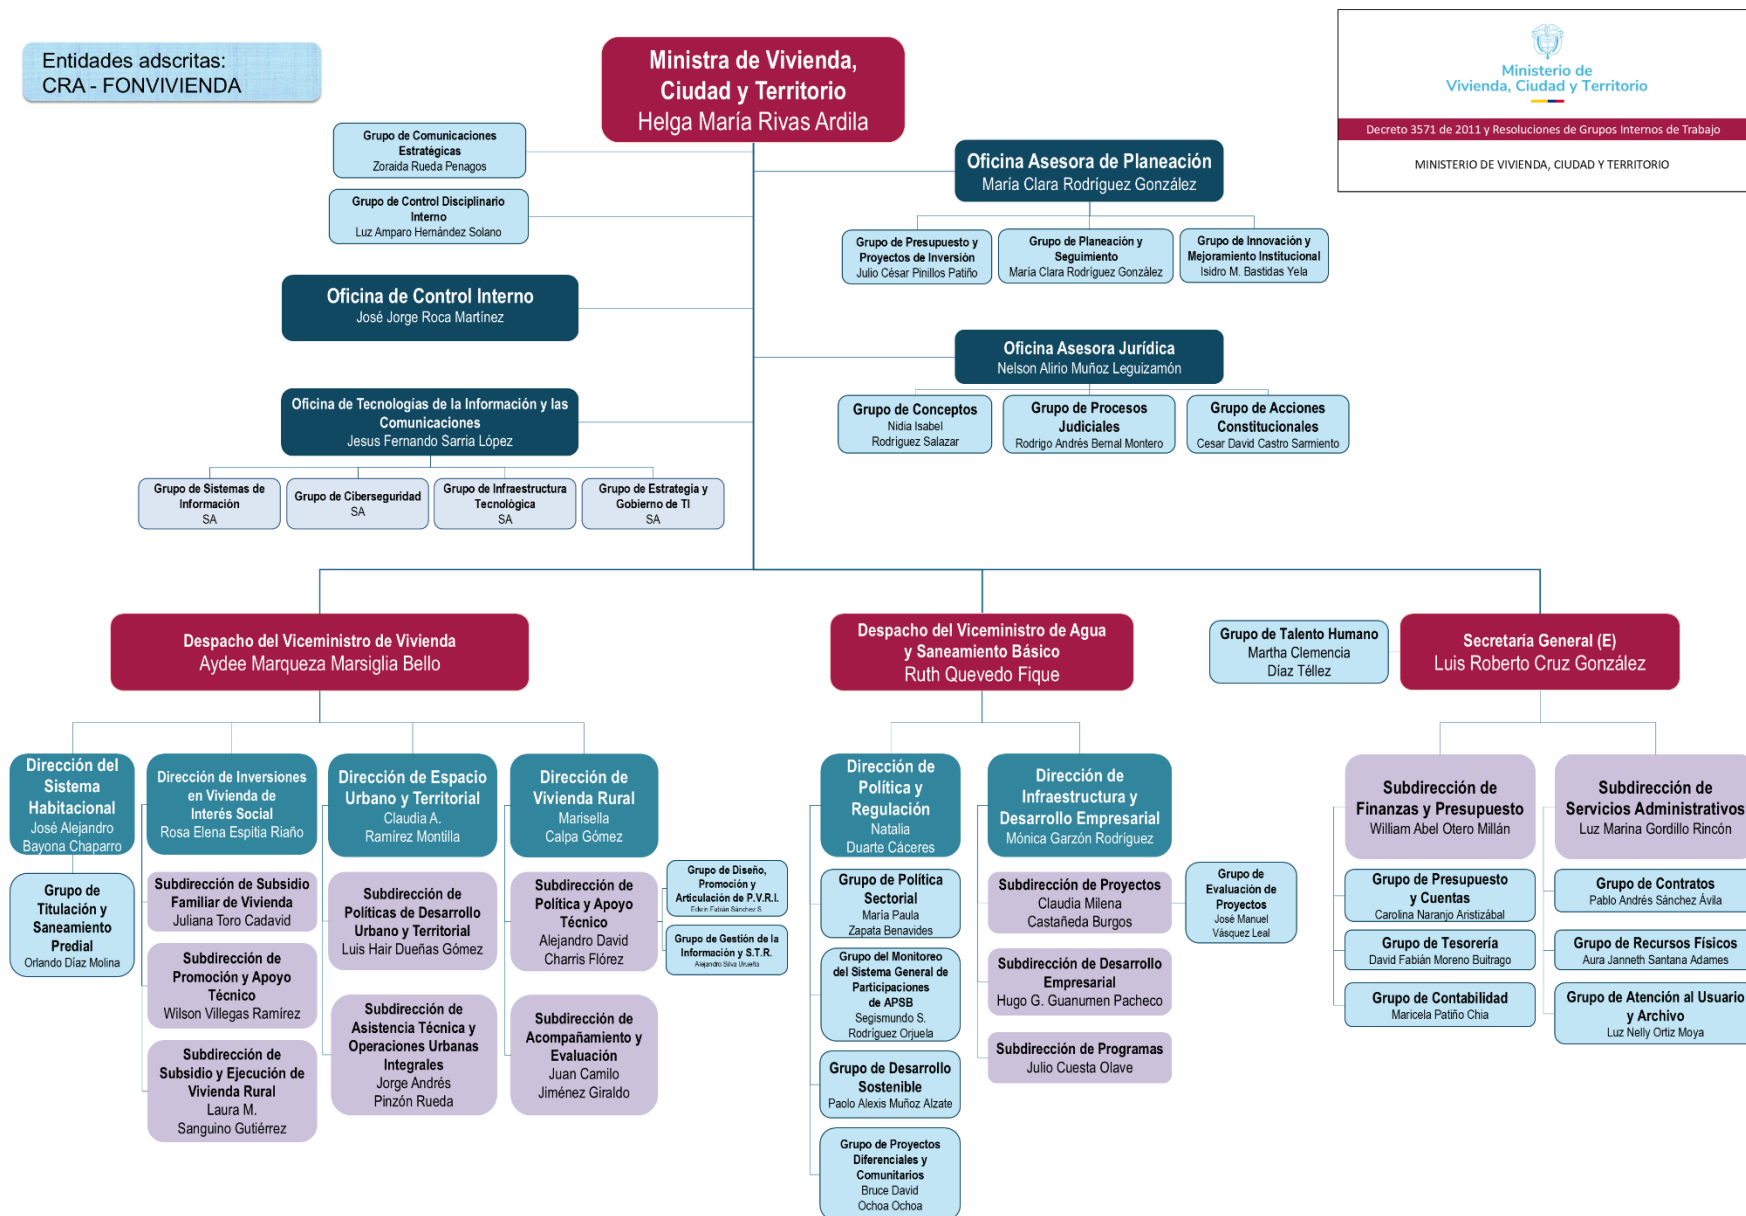 Entidades adscritas:
CRA - FONVIVIENDA
Ministra de Vivienda,
Ciudad y Territorio
Helga María Rivas Ardila
Ministerio de
Vivienda, Ciudad y Territorio
Decreto 3571 de 2011 y Resoluciones de Grupos Internos de Trabajo
MINISTERIO DE VIVIENDA, CIUDAD Y TERRITORIO
Grupo de Comunicaciones
Estratégicas
Zoraida Rueda Penagos
Grupo de Control Disciplinario
Interno
Luz Amparo Hernández Solano
Oficina Asesora de Planeación
María Clara Rodríguez González
Grupo de Presupuesto y
Proyectos de Inversión
Julio César Pinillos Patiño
Grupo de Planeación y
Seguimiento
María Clara Rodríguez González
Grupo de Innovación y
Mejoramiento Institucional
Isidro M. Bastidas Yela
Oficina de Control Interno
José Jorge Roca Martínez
Oficina Asesora Jurídica
Nelson Alirio Muñoz Leguizamón
Grupo de Conceptos
Nidia Isabel
Rodríguez Salazar
Grupo de Procesos
Judiciales
Rodrigo Andrés Bernal Montero
Grupo de Acciones
Constitucionales
Cesar David Castro Sarmiento
Oficina de Tecnologías de la Información y las
Comunicaciones
Jesus Fernando Sarria López
Grupo de Sistemas de
Información
SA
Grupo de Ciberseguridad
SA
Grupo de Infraestructura
Tecnológica
SA
Grupo de Estrategia y
Gobierno de TI
SA
Despacho del Viceministro de Vivienda
Aydee Marqueza Marsiglia Bello
Despacho del Viceministro de Agua
y Saneamiento Básico
Ruth Quevedo Fique
Grupo de Talento Humano
Martha Clemencia
Díaz Téllez
Secretaría General (E)
Luis Roberto Cruz González
Dirección del
Sistema
Habitacional
José Alejandro
Bayona Chaparro
Grupo de
Titulación y
Saneamiento
Predial
Orlando Díaz Molina
Dirección de Inversiones
en Vivienda de
Interés Social
Rosa Elena Espitia Riaño
Subdirección de Subsidio
Familiar de Vivienda
Juliana Toro Cadavid
Subdirección de
Promoción y Apoyo
Técnico
Wilson Villegas Ramírez
Subdirección de
Subsidio y Ejecución de
Vivienda Rural
Laura M.
Sanguino Gutiérrez
Dirección de Espacio
Urbano y Territorial
Claudia A.
Ramírez Montilla
Subdirección de
Políticas de Desarrollo
Urbano y Territorial
Luis Hair Dueñas Gómez
Subdirección de
Asistencia Técnica y
Operaciones Urbanas
Integrales
Jorge Andrés
Pinzón Rueda
Dirección de
Vivienda Rural
Marisella
Calpa Gómez
Subdirección de
Política y Apoyo
Técnico
Alejandro David
Charris Flórez
Grupo de Diseño,
Promoción y
Articulación de P.V.R.I.
Edwin Fabián Sánchez S.
Grupo de Gestión de la
Información y S.T.R.
Alejandro Silva Urueña
Subdirección de
Acompañamiento y
Evaluación
Juan Camilo
Jiménez Giraldo
Dirección de
Política y
Regulación
Natalia
Duarte Cáceres
Grupo de Política
Sectorial
María Paula
Zapata Benavides
Grupo del Monitoreo
del Sistema General de
Participaciones
de APSB
Segismundo S.
Rodríguez Orjuela
Grupo de Desarrollo
Sostenible
Paolo Alexis Muñoz Alzate
Grupo de Proyectos
Diferenciales y
Comunitarios
Bruce David
Ochoa Ochoa
Dirección de
Infraestructura y
Desarrollo Empresarial
Mónica Garzón Rodríguez
Subdirección de Proyectos
Claudia Milena
Castañeda Burgos
Grupo de
Evaluación de
Proyectos
José Manuel
Vásquez Leal
Subdirección de Desarrollo
Empresarial
Hugo G. Guanumen Pacheco
Subdirección de Programas
Julio Cuesta Olave
Subdirección de
Finanzas y Presupuesto
William Abel Otero Millán
Grupo de Presupuesto
y Cuentas
Carolina Naranjo Aristizábal
Grupo de Tesorería
David Fabián Moreno Buitrago
Grupo de Contabilidad
Maricela Patiño Chia
Subdirección de
Servicios Administrativos
Luz Marina Gordillo Rincón
Grupo de Contratos
Pablo Andrés Sánchez Ávila
Grupo de Recursos Físicos
Aura Janneth Santana Adames
Grupo de Atención al Usuario
y Archivo
Luz Nelly Ortiz Moya